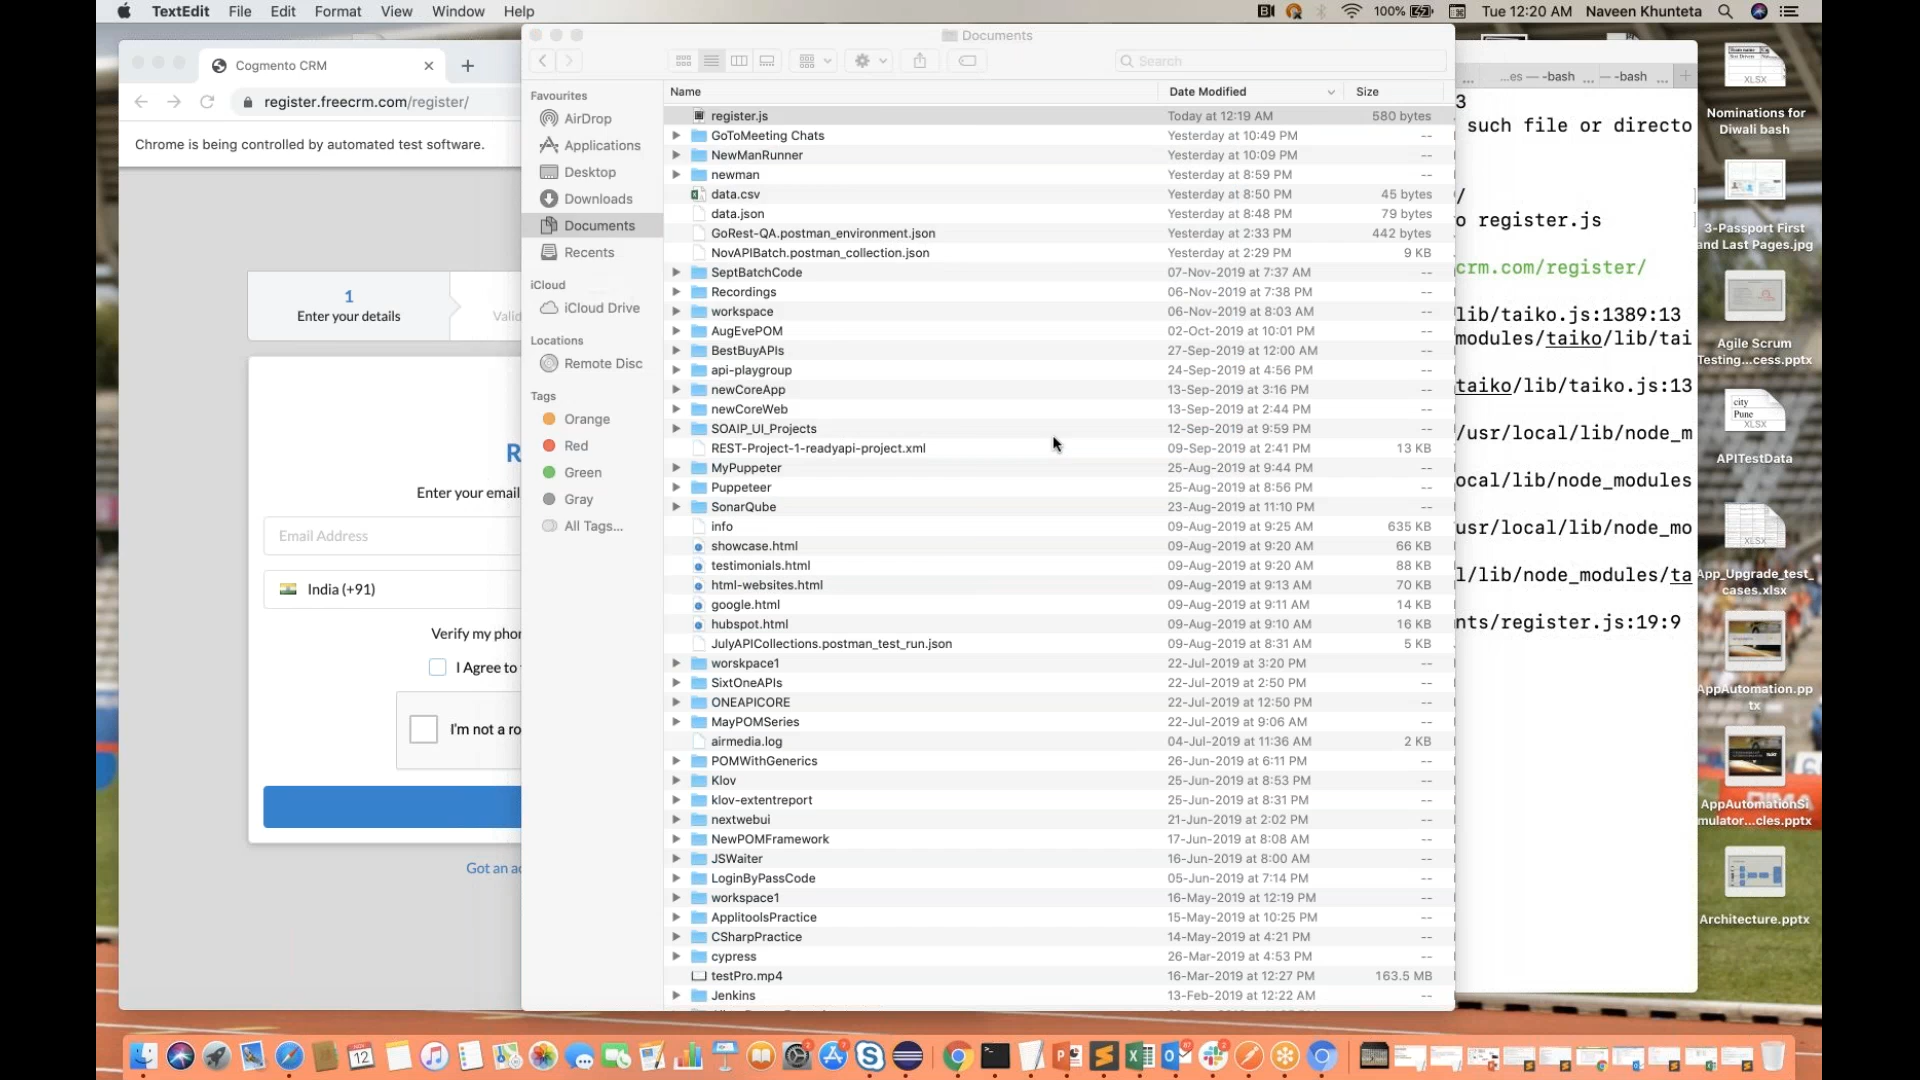 TextEdit File Edit Format View Window Help
100% Tue 12:20 AM Naveen Khunteta
Cogmento CRM
register.freecrm.com/register/
Chrome is being controlled by automated test software.
1
Enter your details
Enter your email
Email Address
India (+91)
I Agree to
I'm not a ro
Documents
Search
Favourites
AirDrop
Applications
Desktop
Downloads
Documents
Recents
iCloud
iCloud Drive
Locations
Remote Disc
Tags
Orange
Red
Green
Gray
All Tags...
Name Date Modified Size
register.js Today at 12:19 AM 580 bytes
GoToMeeting Chats Yesterday at 10:49 PM --
NewManRunner Yesterday at 10:09 PM --
newman Yesterday at 8:59 PM --
data.csv Yesterday at 8:50 PM 45 bytes
data.json Yesterday at 8:48 PM 79 bytes
GoRest-QA.postman_environment.json Yesterday at 2:33 PM 442 bytes
NovAPIBatch.postman_collection.json Yesterday at 2:29 PM 9 KB
SeptBatchCode 07-Nov-2019 at 7:37 AM --
Recordings 06-Nov-2019 at 7:38 PM --
workspace 06-Nov-2019 at 8:03 AM --
AugEvePOM 02-Oct-2019 at 10:01 PM --
BestBuyAPIs 27-Sep-2019 at 12:00 AM --
api-playgroup 24-Sep-2019 at 4:56 PM --
newCoreApp 13-Sep-2019 at 3:16 PM --
newCoreWeb 13-Sep-2019 at 2:44 PM --
SOAIP_UI_Projects 12-Sep-2019 at 9:59 PM --
REST-Project-1-readyapi-project.xml 09-Sep-2019 at 2:41 PM 13 KB
MyPuppeter 25-Aug-2019 at 9:44 PM --
Puppeteer 25-Aug-2019 at 8:56 PM --
SonarQube 23-Aug-2019 at 11:10 PM --
info 09-Aug-2019 at 9:25 AM 635 KB
showcase.html 09-Aug-2019 at 9:20 AM 66 KB
testimonials.html 09-Aug-2019 at 9:20 AM 88 KB
html-websites.html 09-Aug-2019 at 9:13 AM 70 KB
google.html 09-Aug-2019 at 9:11 AM 14 KB
hubspot.html 09-Aug-2019 at 9:10 AM 16 KB
JulyAPICollections.postman_test_run.json 09-Aug-2019 at 8:31 AM 5 KB
worskpace1 22-Jul-2019 at 3:20 PM --
SixtOneAPIs 22-Jul-2019 at 2:50 PM --
ONEAPICORE 22-Jul-2019 at 12:50 PM --
MayPOMSeries 22-Jul-2019 at 9:06 AM --
airmedia.log 04-Jul-2019 at 11:36 AM 2 KB
POMWithGenerics 26-Jun-2019 at 6:11 PM --
Klov 25-Jun-2019 at 8:53 PM --
klov-extentreport 25-Jun-2019 at 8:31 PM --
nextwebui 21-Jun-2019 at 2:02 PM --
NewPOMFramework 17-Jun-2019 at 8:08 AM --
JSWaiter 16-Jun-2019 at 8:00 AM --
LoginByPassCode 05-Jun-2019 at 7:14 PM --
workspace1 16-May-2019 at 12:19 PM --
ApplitoolsPractice 15-May-2019 at 10:25 PM --
CSharpPractice 14-May-2019 at 4:21 PM --
cypress 26-Mar-2019 at 4:53 PM --
testPro.mp4 16-Mar-2019 at 12:27 PM 163.5 MB
Jenkins 13-Feb-2019 at 12:22 AM --
...es — -bash ... — -bash ...
3
such file or directo
/
o register.js
crm.com/register/
lib/taiko.js:1389:13
modules/taiko/lib/tai
taiko/lib/taiko.js:13
/usr/local/lib/node_m
ocal/lib/node_modules
usr/local/lib/node_mo
l/lib/node_modules/ta
nts/register.js:19:9
XLSX
Nominations for
Diwali bash
3-Passport First
and Last Pages.jpg
Agile Scrum
Testing...cess.pptx
city
Pune
XLSX
APITestData
XLSX
App_Upgrade_test_
cases.xlsx
AppAutomation.pp
tx
AppAutomationSi
mulator...cles.pptx
Architecture.pptx